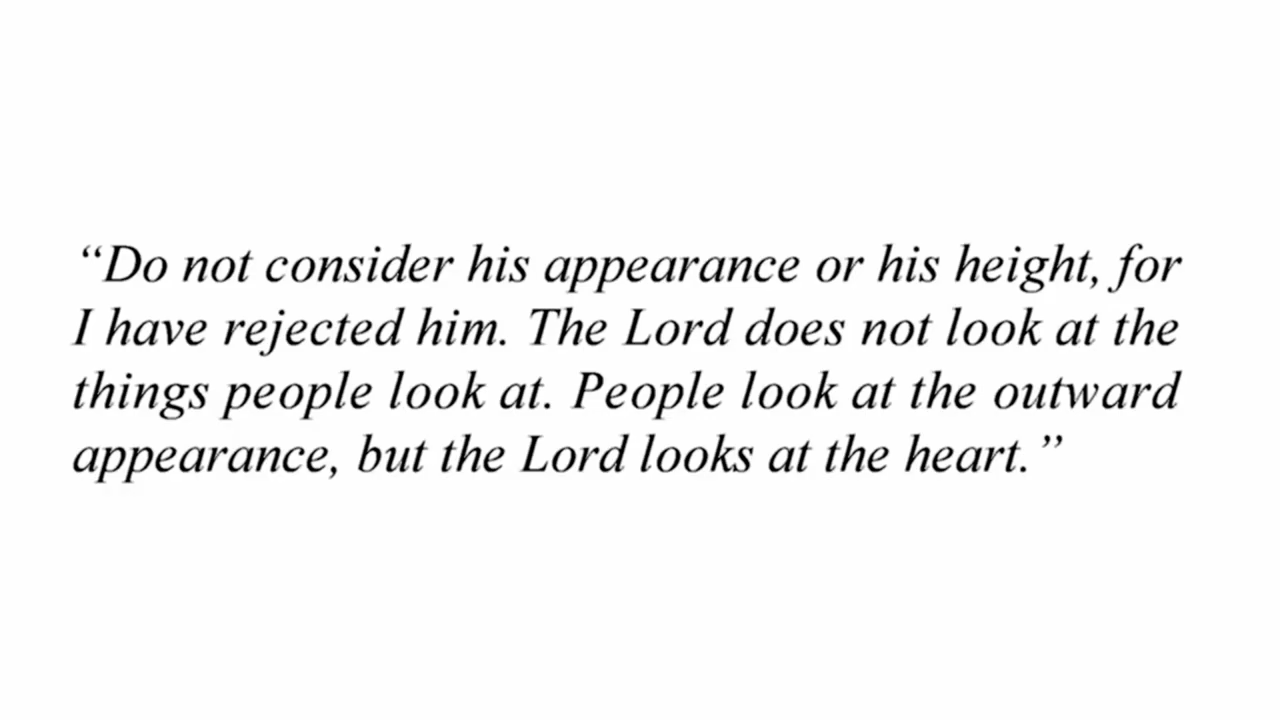 “Do not consider his appearance or his height, for
I have rejected him. The Lord does not look at the
things people look at. People look at the outward
appearance, but the Lord looks at the heart.”